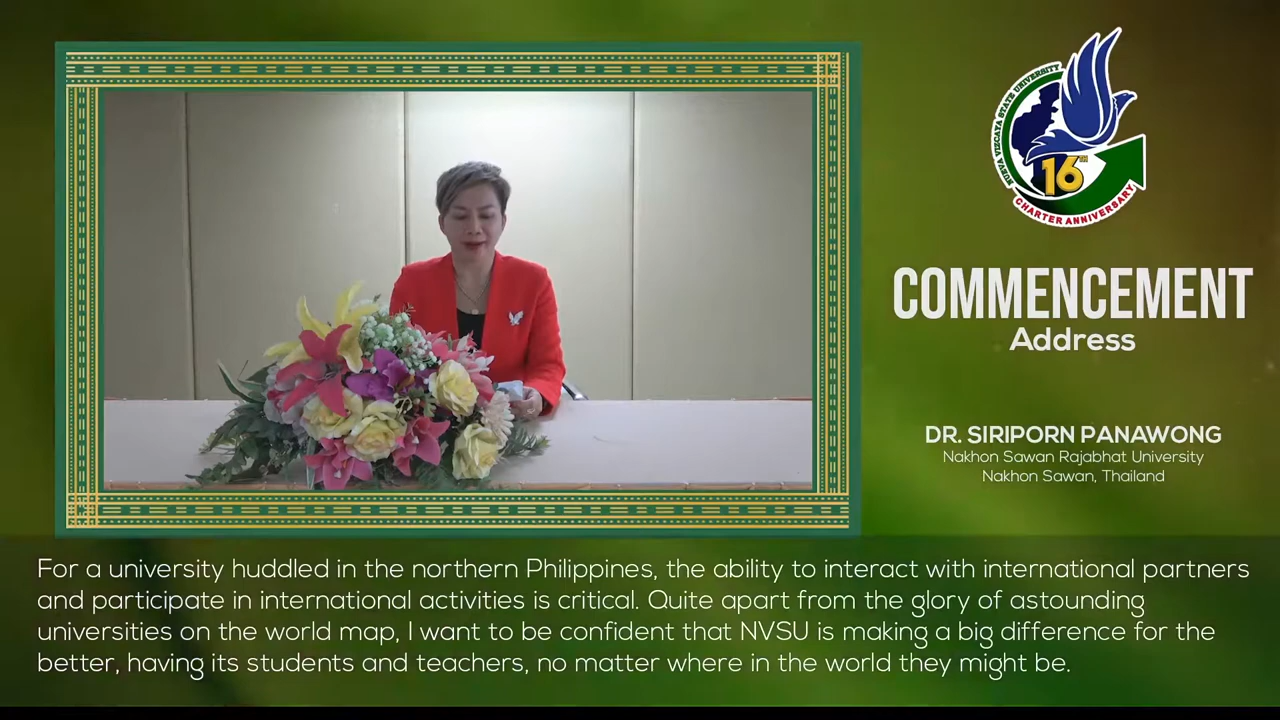 NUEVA VIZCAYA STATE UNIVERSITY
16TH
CHARTER ANNIVERSARY
COMMENCEMENT
Address
DR. SIRIPORN PANAWONG
Nakhon Sawan Rajabhat University
Nakhon Sawan, Thailand
For a university huddled in the northern Philippines, the ability to interact with international partners
and participate in international activities is critical. Quite apart from the glory of astounding
universities on the world map, I want to be confident that NVSU is making a big difference for the
better, having its students and teachers, no matter where in the world they might be.